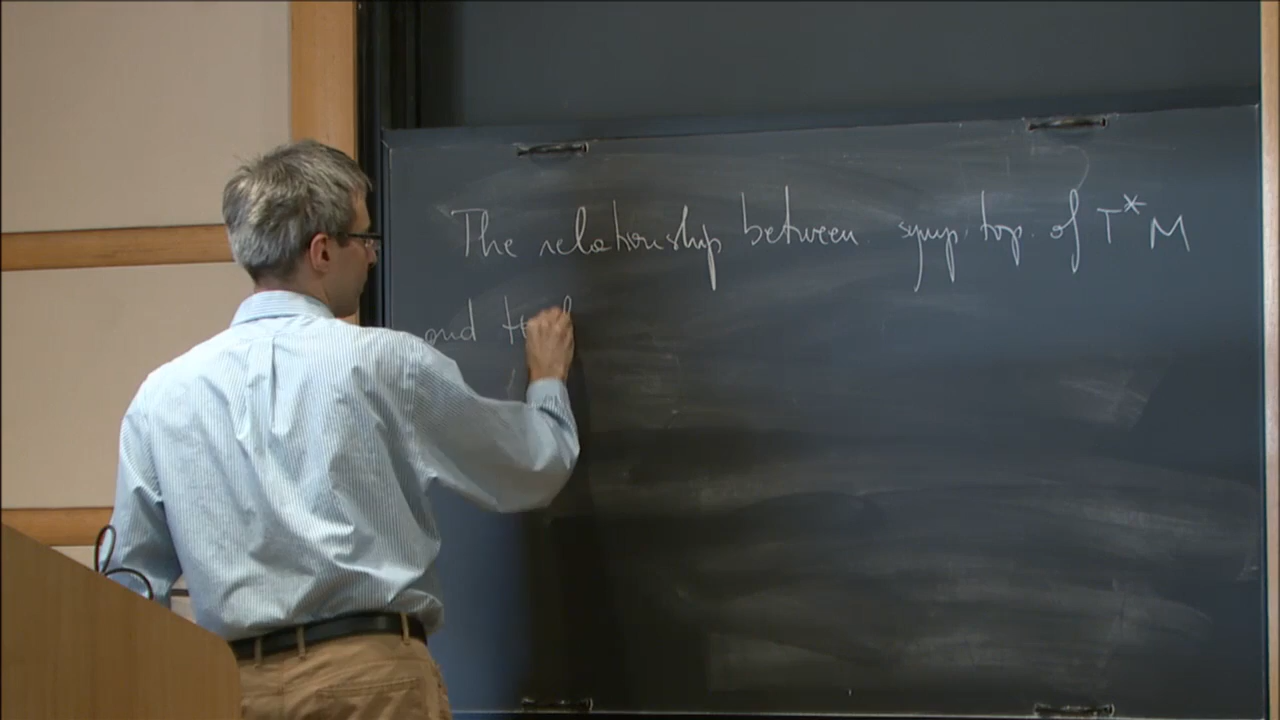 The relationship between symp. top. of T*M
and the